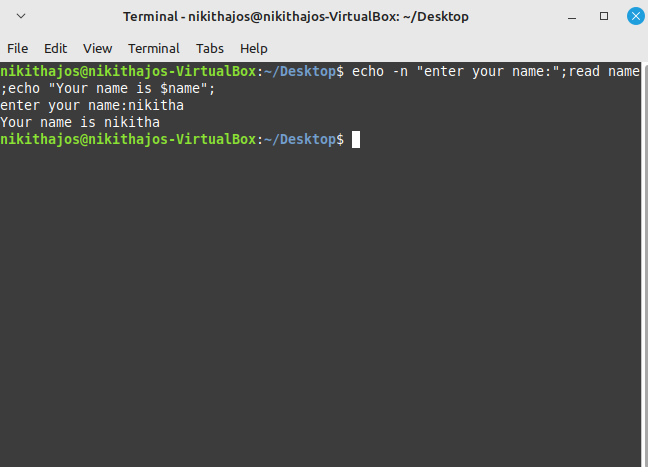 Terminal - nikithajos@nikithajos-VirtualBox: ~/Desktop
File Edit View Terminal Tabs Help
nikithajos@nikithajos-VirtualBox:~/Desktop$ echo -n "enter your name:";read name
;echo "Your name is $name";
enter your name:nikitha
Your name is nikitha
nikithajos@nikithajos-VirtualBox:~/Desktop$